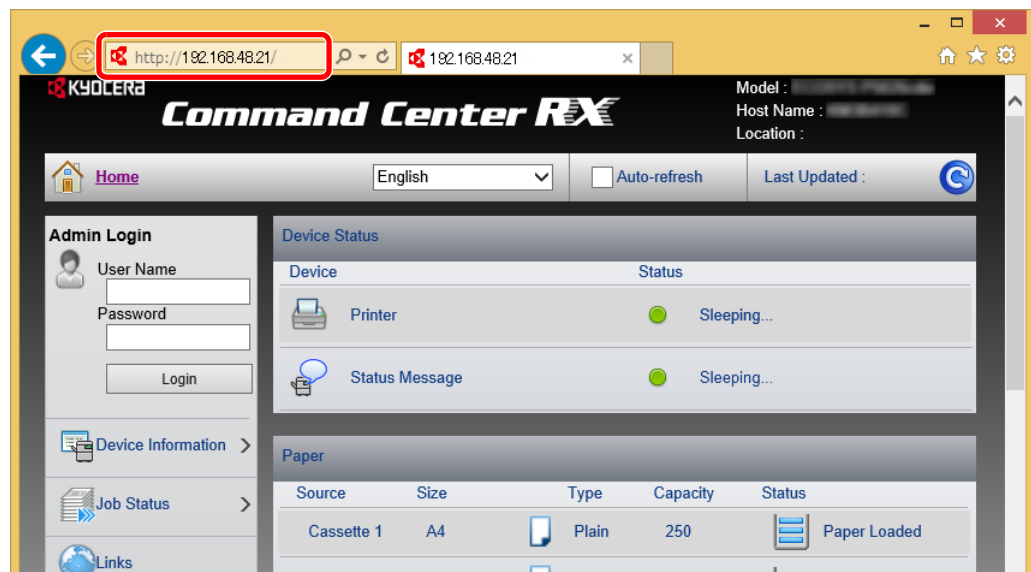 http://192.168.48.21/
192.168.48.21
KYOCERA
Command Center RX
Model :
Host Name :
Location :
Home
English
Auto-refresh
Last Updated :
Admin Login
User Name
Password
Login
Device Information
Job Status
Links
Device Status
Device Status
Printer Sleeping...
Status Message Sleeping...
Paper
Source Size Type Capacity Status
Cassette 1 A4 Plain 250 Paper Loaded